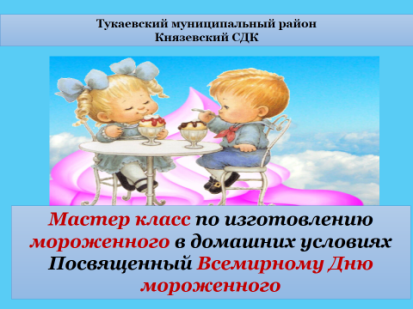 Тукаевский муниципальный район
Князевский СДК
Мастер класс по изготовлению
мороженного в домашних условиях
Посвященный Всемирному Дню
мороженного